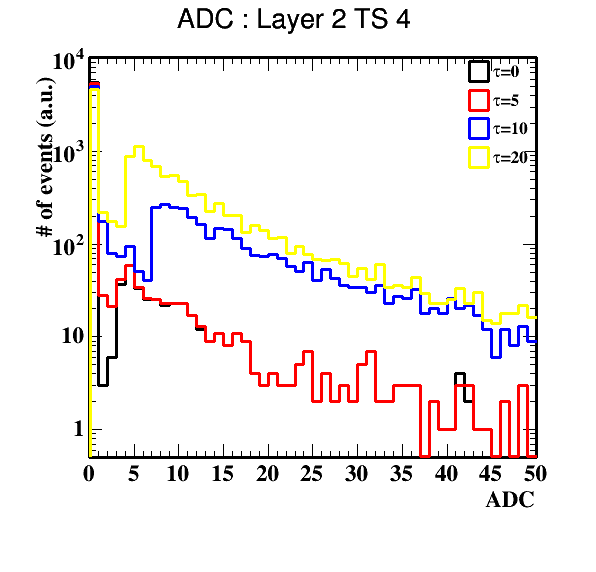 ADC : Layer 2 TS 4
# of events (a.u.)
10^4
10^3
10^2
10
1
τ=0
τ=5
τ=10
τ=20
0 5 10 15 20 25 30 35 40 45 50
ADC